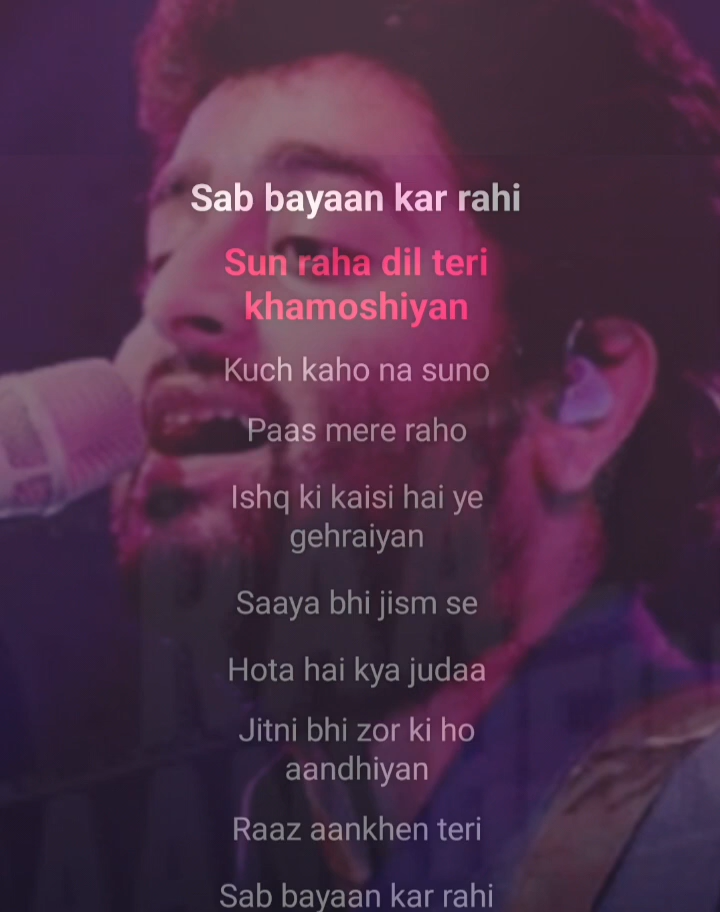 Sab bayaan kar rahi
Sun raha dil teri
khamoshiyan
Kuch kaho na suno
Paas mere raho
Ishq ki kaisi hai ye
gehraiyan
Saaya bhi jism se
Hota hai kya judaa
Jitni bhi zor ki ho
aandhiyan
Raaz aankhen teri
Sab bayaan kar rahi